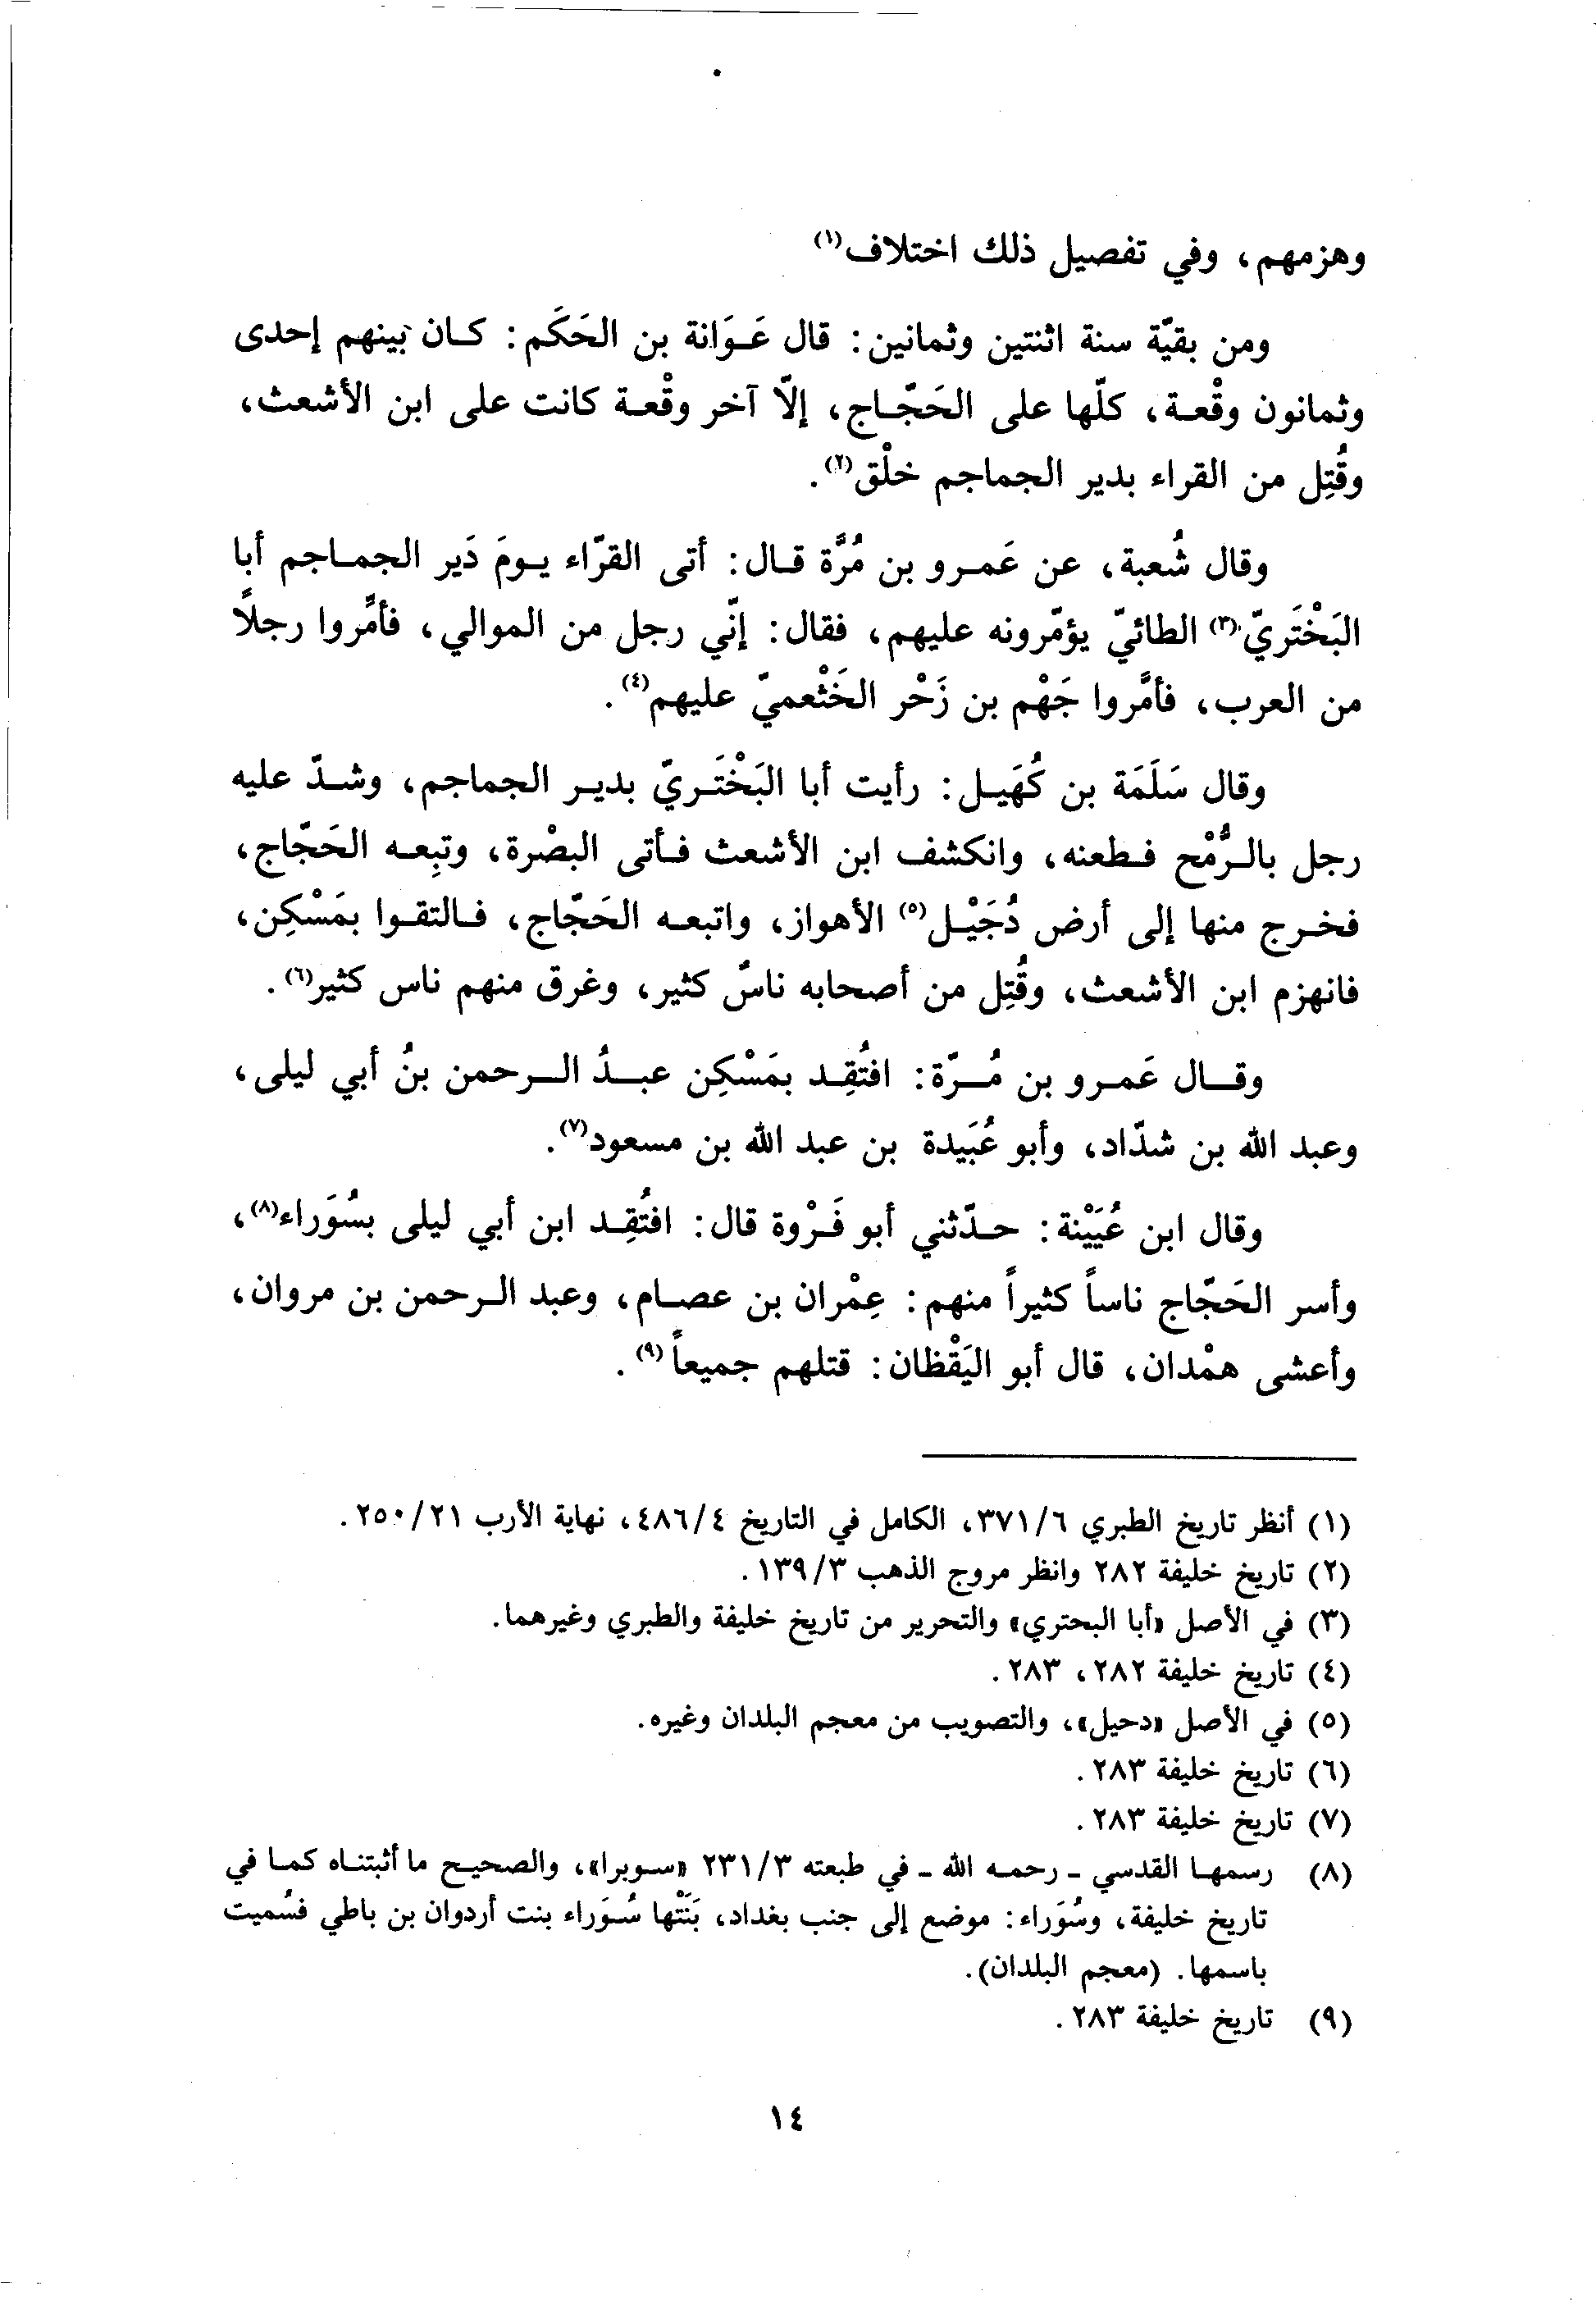 وهزمهم، وفي تفصيل ذلك اختلاف(١)
ومن بقيّة سنة اثنتين وثمانين: قال عَوَانة بن الحَكَم: كان بينهم إحدى
وثمانون وقْعة، كلّها على الحَجّاج، إلاّ آخر وقْعة كانت على ابن الأشعث،
وقُتِل من القراء بدير الجماجم خلْق(٢).
وقال شُعبة، عن عَمرو بن مُرَّة قال: أتى القرّاء يومَ دَير الجماجم أبا
البَخْتَريّ(٣) الطائيّ يؤمّرونه عليهم، فقال: إنّي رجل من الموالي، فأمِّروا رجلاً
من العرب، فأمَّروا جَهْم بن زَحْر الخَثْعميّ عليهم(٤).
وقال سَلَمَة بن كُهَيل: رأيت أبا البَخْتَريّ بدير الجماجم، وشدّ عليه
رجل بالرُّمْح فطعنه، وانكشف ابن الأشعث فأتى البصْرة، وتبِعه الحَجّاج،
فخرج منها إلى أرض دُجَيْل(٥) الأهواز، واتبعه الحَجّاج، فالتقوا بمَسْكِن،
فانهزم ابن الأشعث، وقُتِل من أصحابه ناسٌ كثير، وغرق منهم ناس كثير(٦).
وقال عَمرو بن مُرّة: افتُقِد بمَسْكِن عبدُ الرحمن بنُ أبي ليلى،
وعبد الله بن شدّاد، وأبو عُبَيدة بن عبد الله بن مسعود(٧).
وقال ابن عُيَيْنة: حدّثني أبو فَرْوة قال: افتُقِد ابن أبي ليلى بسُوَراء(٨)،
وأسر الحَجّاج ناساً كثيراً منهم: عِمْران بن عصام، وعبد الرحمن بن مروان،
وأعشى همْدان، قال أبو اليَقْظان: قتلهم جميعاً(٩).
(١) أنظر تاريخ الطبري ٣٧١/٦، الكامل في التاريخ ٤٨٦/٤، نهاية الأرب ٢٥٠/٢١.
(٢) تاريخ خليفة ٢٨٢ وانظر مروج الذهب ١٣٩/٣.
(٣) في الأصل «أبا البحتري» والتحرير من تاريخ خليفة والطبري وغيرهما.
(٤) تاريخ خليفة ٢٨٢، ٢٨٣.
(٥) في الأصل «دحيل»، والتصويب من معجم البلدان وغيره.
(٦) تاريخ خليفة ٢٨٣.
(٧) تاريخ خليفة ٢٨٣.
(٨) رسمها القدسي - رحمه الله - في طبعته ٢٣١/٣ «سوبرا»، والصحيح ما أثبتناه كما في
تاريخ خليفة، وسُوَراء: موضع إلى جنب بغداد، بَنَتْها سُوَراء بنت أردوان بن باطي فسُميت
باسمها. (معجم البلدان).
(٩) تاريخ خليفة ٢٨٣.
١٤